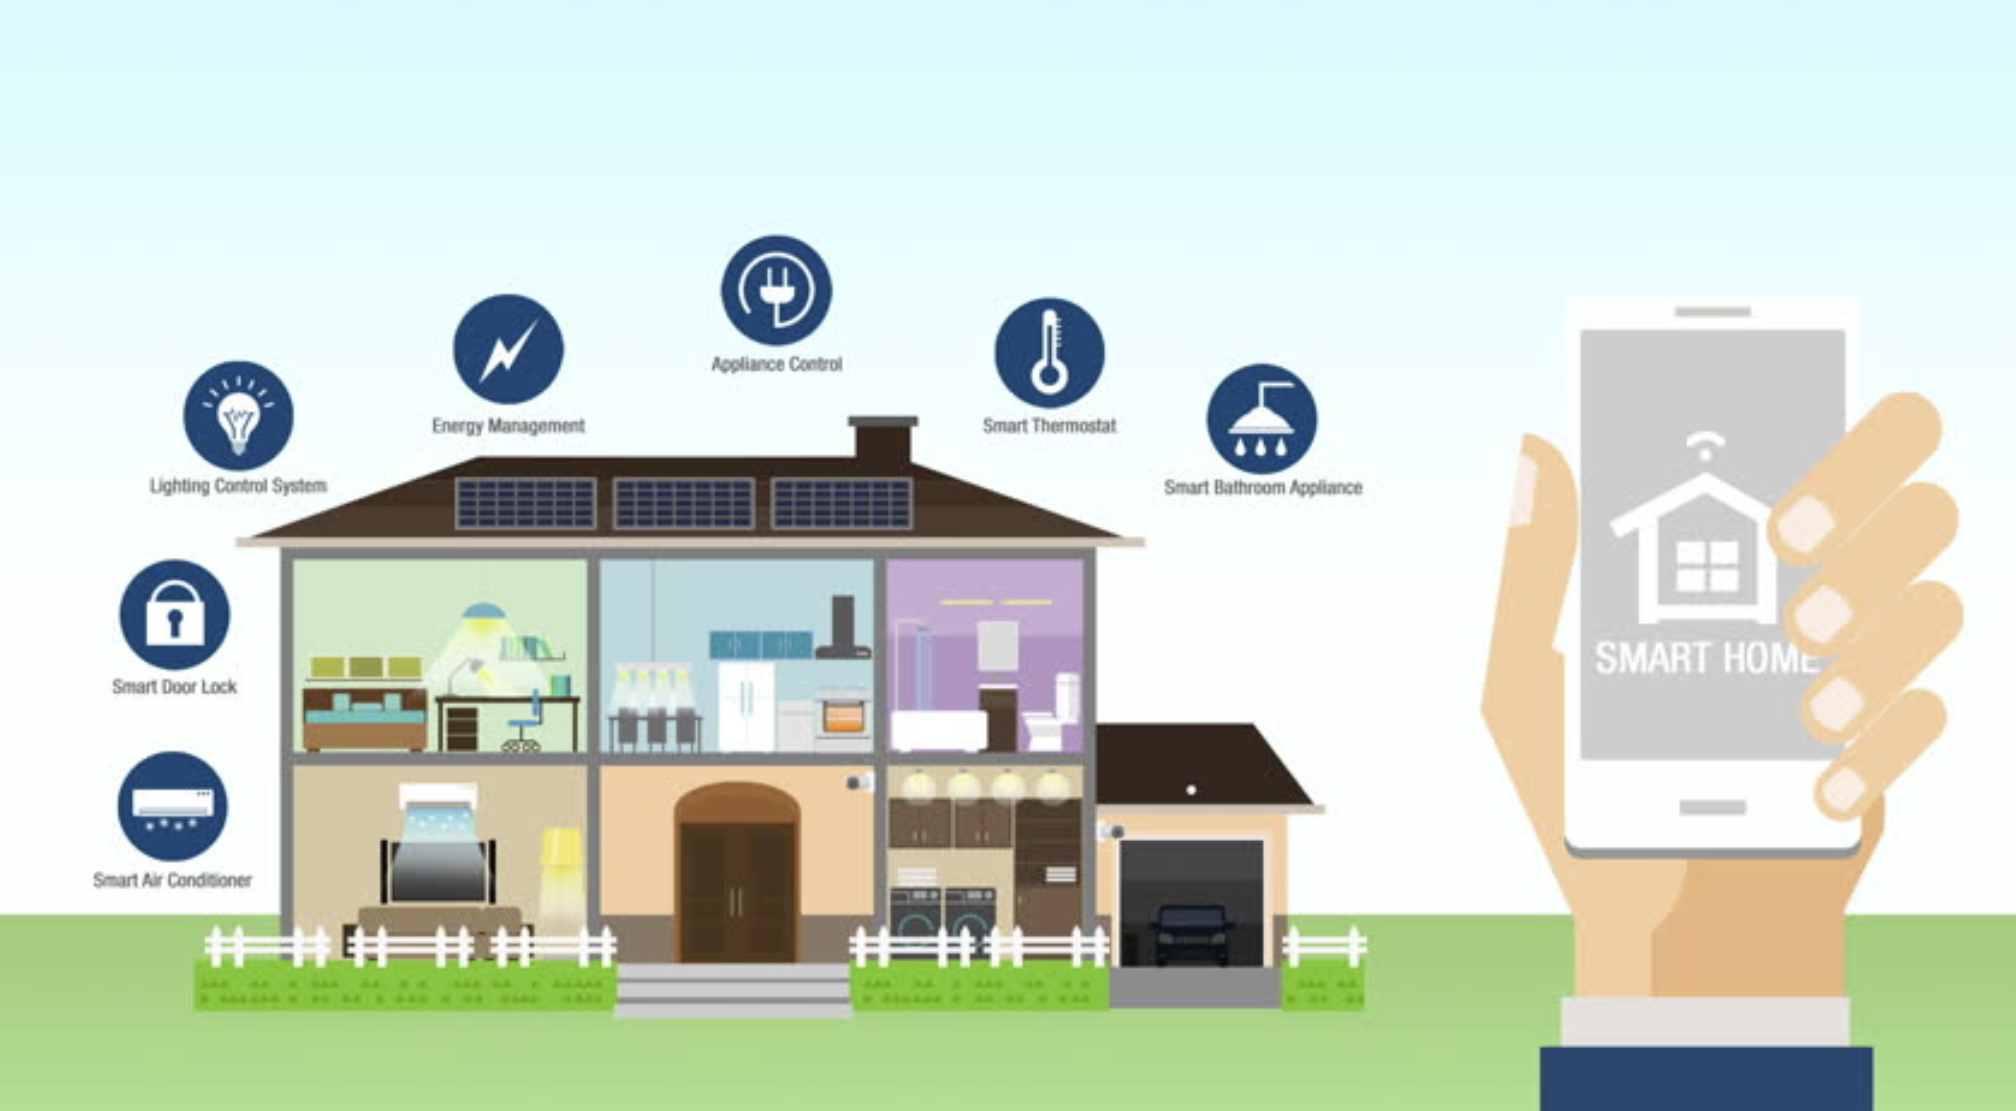 Appliance Control
Energy Management
Smart Thermostat
Lighting Control System
Smart Bathroom Appliance
Smart Door Lock
SMART HOME
Smart Air Conditioner